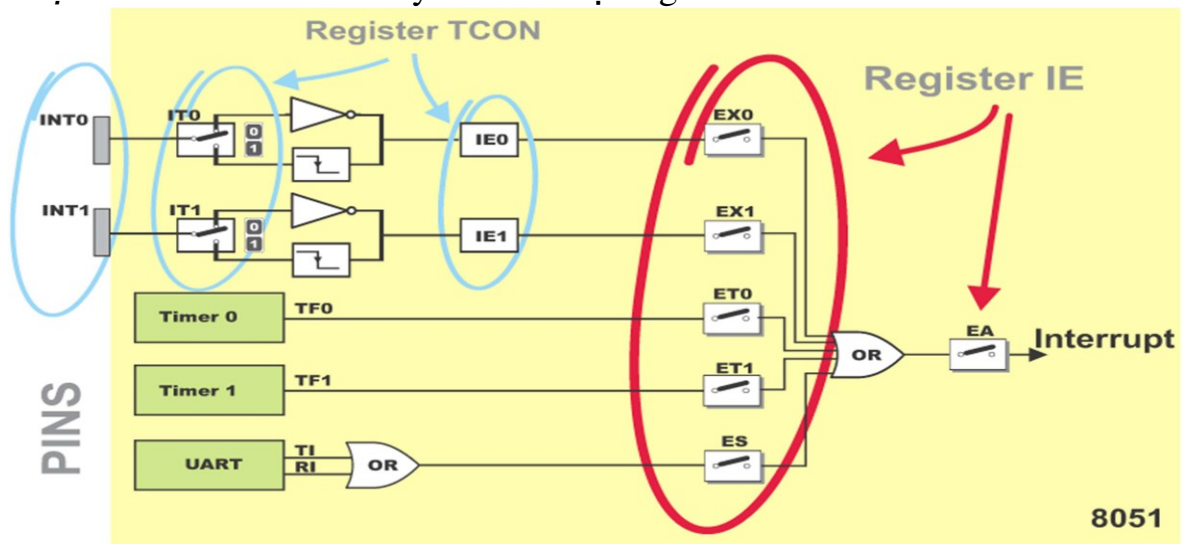 Register TCON
Register IE
INT0
IT0
0
1
IE0
EX0
INT1
IT1
0
1
IE1
EX1
Timer 0
TF0
ET0
OR
EA
Interrupt
Timer 1
TF1
ET1
PINS
UART
TI
RI
OR
ES
8051